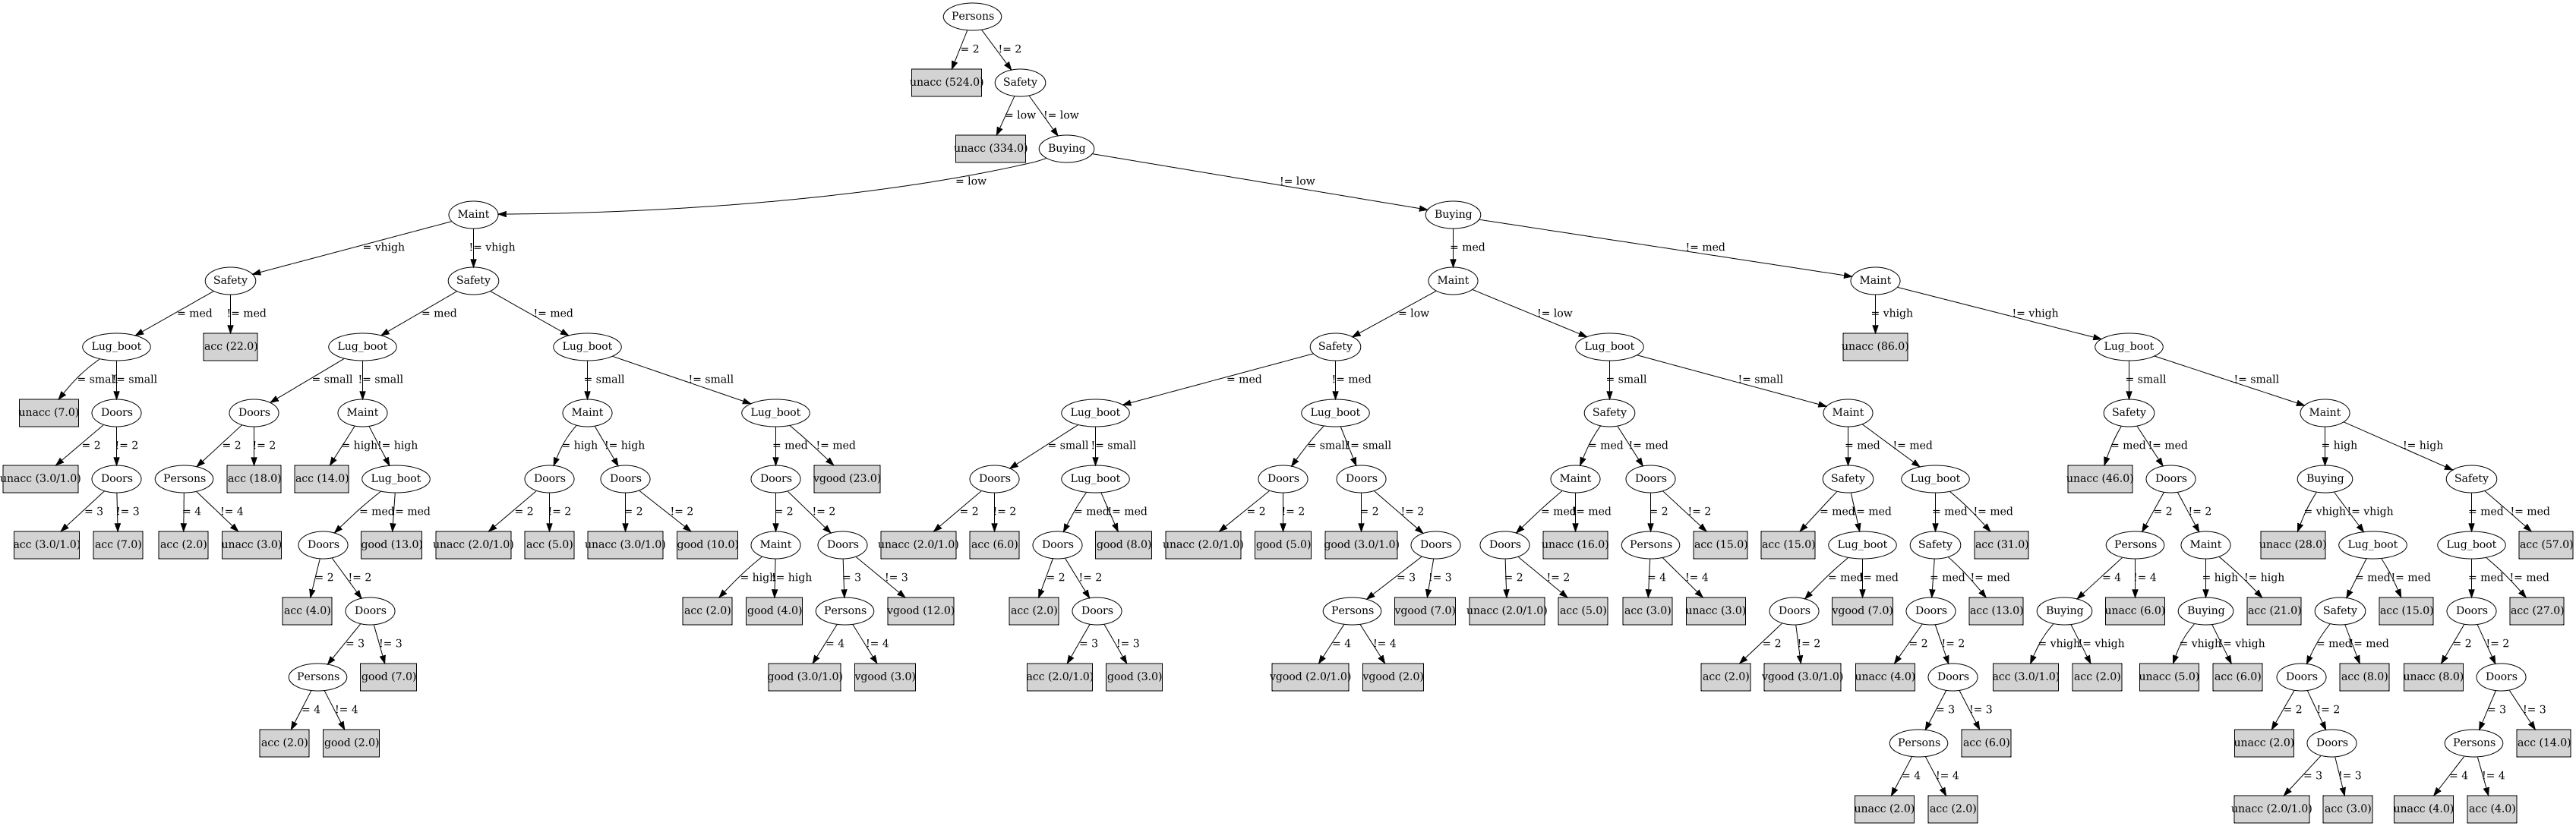 Persons
= 2 != 2
unacc (524.0) Safety
= low != low
unacc (334.0) Buying
= low != low
Maint Buying
= vhigh != vhigh = med != med
Safety Safety Maint Maint
= med != med = med != med = low != low = vhigh != vhigh
Lug_boot acc (22.0) Lug_boot Lug_boot Safety Lug_boot unacc (86.0) Lug_boot
= small != small = small != small = small != small = med != med = small != small = small != small
unacc (7.0) Doors Doors Maint Maint Lug_boot Lug_boot Lug_boot Safety Maint Safety Maint
= 2 != 2 = 2 != 2 = high != high = high != high = med != med = small != small = small != small = med != med = med != med = med != med = high != high
unacc (3.0/1.0) Doors Persons acc (18.0) acc (14.0) Lug_boot Doors Doors Doors vgood (23.0) Doors Lug_boot Doors Doors Maint Doors Safety Lug_boot unacc (46.0) Doors Buying Safety
= 3 != 3 = 4 != 4 = med != med = 2 != 2 = 2 != 2 = 2 != 2 = 2 != 2 = med != med = 2 != 2 = 2 != 2 = med != med = 2 != 2 = med != med = med != med = 2 != 2 = vhigh != vhigh = med != med
acc (3.0/1.0) acc (7.0) acc (2.0) unacc (3.0) Doors good (13.0) unacc (2.0/1.0) acc (5.0) unacc (3.0/1.0) good (10.0) Maint Doors unacc (2.0/1.0) acc (6.0) Doors good (8.0) unacc (2.0/1.0) good (5.0) good (3.0/1.0) Doors Doors unacc (16.0) Persons acc (15.0) acc (15.0) Lug_boot Safety acc (31.0) Persons Maint unacc (28.0) Lug_boot Lug_boot acc (57.0)
= 2 != 2 = high != high = 3 != 3 = 2 != 2 = 3 != 3 = 2 != 2 = 4 != 4 = med != med = med != med = 4 != 4 = high != high = med != med = med != med
acc (4.0) Doors acc (2.0) good (4.0) Persons vgood (12.0) acc (2.0) Doors Persons vgood (7.0) unacc (2.0/1.0) acc (5.0) acc (3.0) unacc (3.0) Doors vgood (7.0) Doors acc (13.0) Buying unacc (6.0) Buying acc (21.0) Safety acc (15.0) Doors acc (27.0)
= 3 != 3 = 4 != 4 = 3 != 3 = 4 != 4 = 2 != 2 = 2 != 2 = vhigh != vhigh = vhigh != vhigh = med != med = 2 != 2
Persons good (7.0) good (3.0/1.0) vgood (3.0) acc (2.0/1.0) good (3.0) vgood (2.0/1.0) vgood (2.0) acc (2.0) vgood (3.0/1.0) unacc (4.0) Doors acc (3.0/1.0) acc (2.0) unacc (5.0) acc (6.0) Doors acc (8.0) unacc (8.0) Doors
= 4 != 4 = 3 != 3 = 2 != 2 = 3 != 3
acc (2.0) good (2.0) Persons acc (6.0) unacc (2.0) Doors Persons acc (14.0)
= 4 != 4 = 3 != 3 = 4 != 4
unacc (2.0) acc (2.0) unacc (2.0/1.0) acc (3.0) unacc (4.0) acc (4.0)